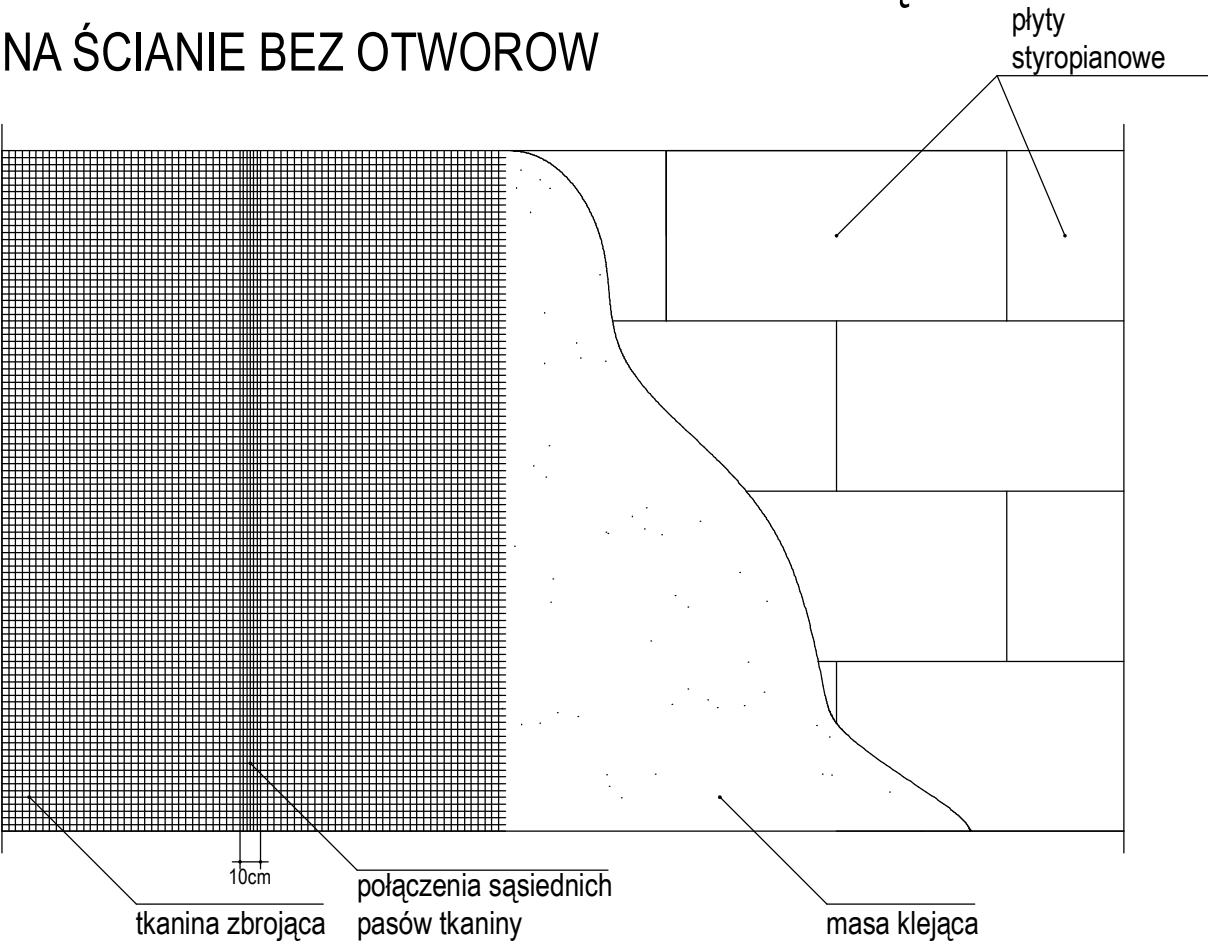 NA ŚCIANIE BEZ OTWOROW
płyty
styropianowe
10cm
połączenia sąsiednich
pasów tkaniny
tkanina zbrojąca
masa klejąca